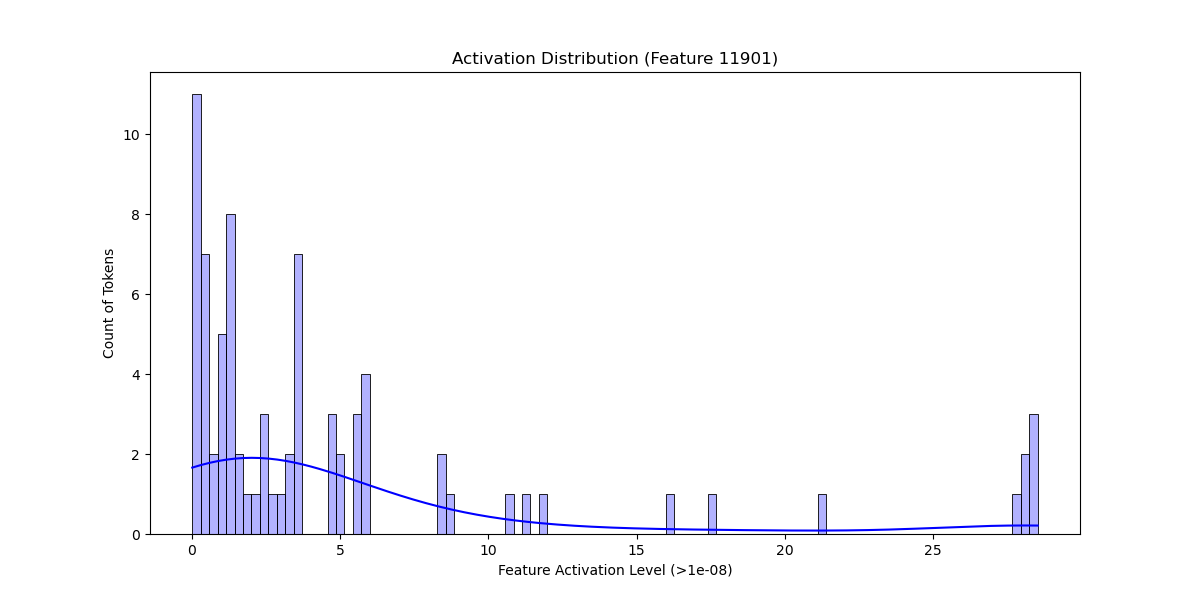 Activation Distribution (Feature 11901)
Count of Tokens
10
8
6
4
2
0
0 5 10 15 20 25
Feature Activation Level (>1e-08)